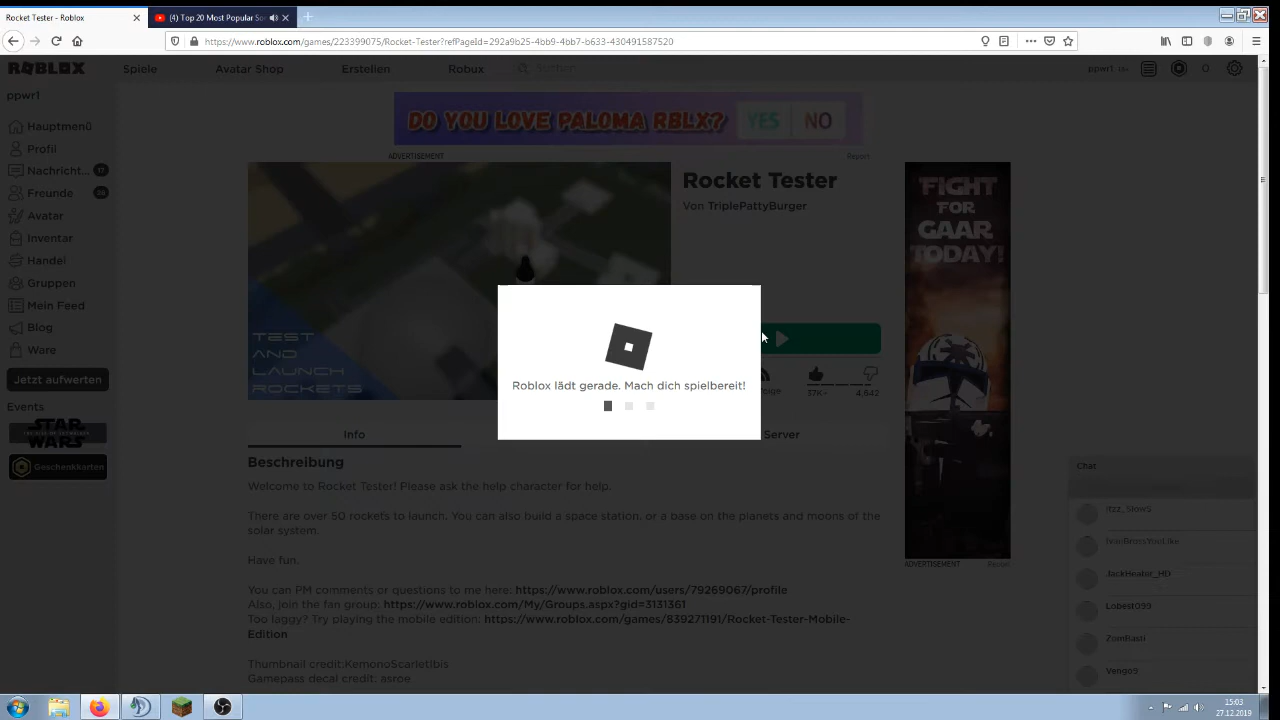 Rocket Tester - Roblox
(4) Top 20 Most Popular So
https://www.roblox.com/games/223399075/Rocket-Tester?refPageId=292a9b25-4bb9-4bb7-b633-430491587520
ROBLOX
Spiele
Avatar Shop
Erstellen
Robux
Suchen
ppwr1
0
ppwr1
Hauptmenü
Profil
Nachricht...
Freunde
Avatar
Inventar
Handel
Gruppen
Mein Feed
Blog
Ware
Jetzt aufwerten
Events
STAR
WARS
Geschenkkarten
DO YOU LOVE PALOMA RBLX?
YES
NO
ADVERTISEMENT
Report
TEST
AND
LAUNCH
ROCKETS
Rocket Tester
Von TriplePattyBurger
37K+
4,642
Roblox lädt gerade. Mach dich spielbereit!
Info
Server
Beschreibung
Welcome to Rocket Tester! Please ask the help character for help.
There are over 50 rockets to launch. You can also build a space station, or a base on the planets and moons of the
solar system.
Have fun.
You can PM comments or questions to me here: https://www.roblox.com/users/79269067/profile
Also, join the fan group: https://www.roblox.com/My/Groups.aspx?gid=3131361
Too laggy? Try playing the mobile edition: https://www.roblox.com/games/839271191/Rocket-Tester-Mobile-
Edition
Thumbnail credit:KemonoScarletIbis
Gamepass decal credit: asroe
FIGHT
FOR
GAAR
TODAY!
ADVERTISEMENT
Report
Chat
JackHeater_HD
Lobest099
ZomRasti
Vengo9
15:03
27.12.2019